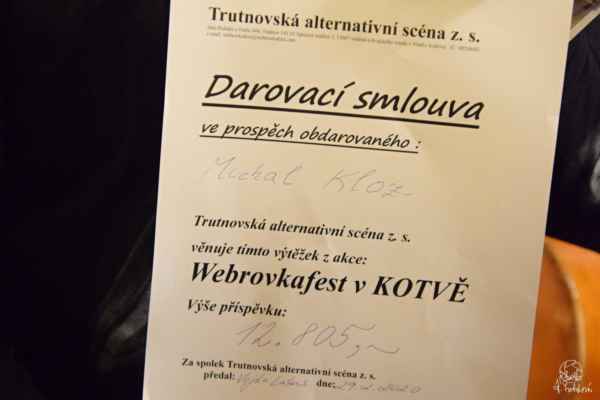 Trutnovská alternativní scéna z. s.
Darovací smlouva
ve prospěch obdarovaného :
Michal Kloz
Trutnovská alternativní scéna z. s.
věnuje tímto výtěžek z akce:
Webrovkafest v KOTVĚ
Výše příspěvku:
12.805,-
Za spolek Trutnovská alternativní scéna z. s.
předal: dne: